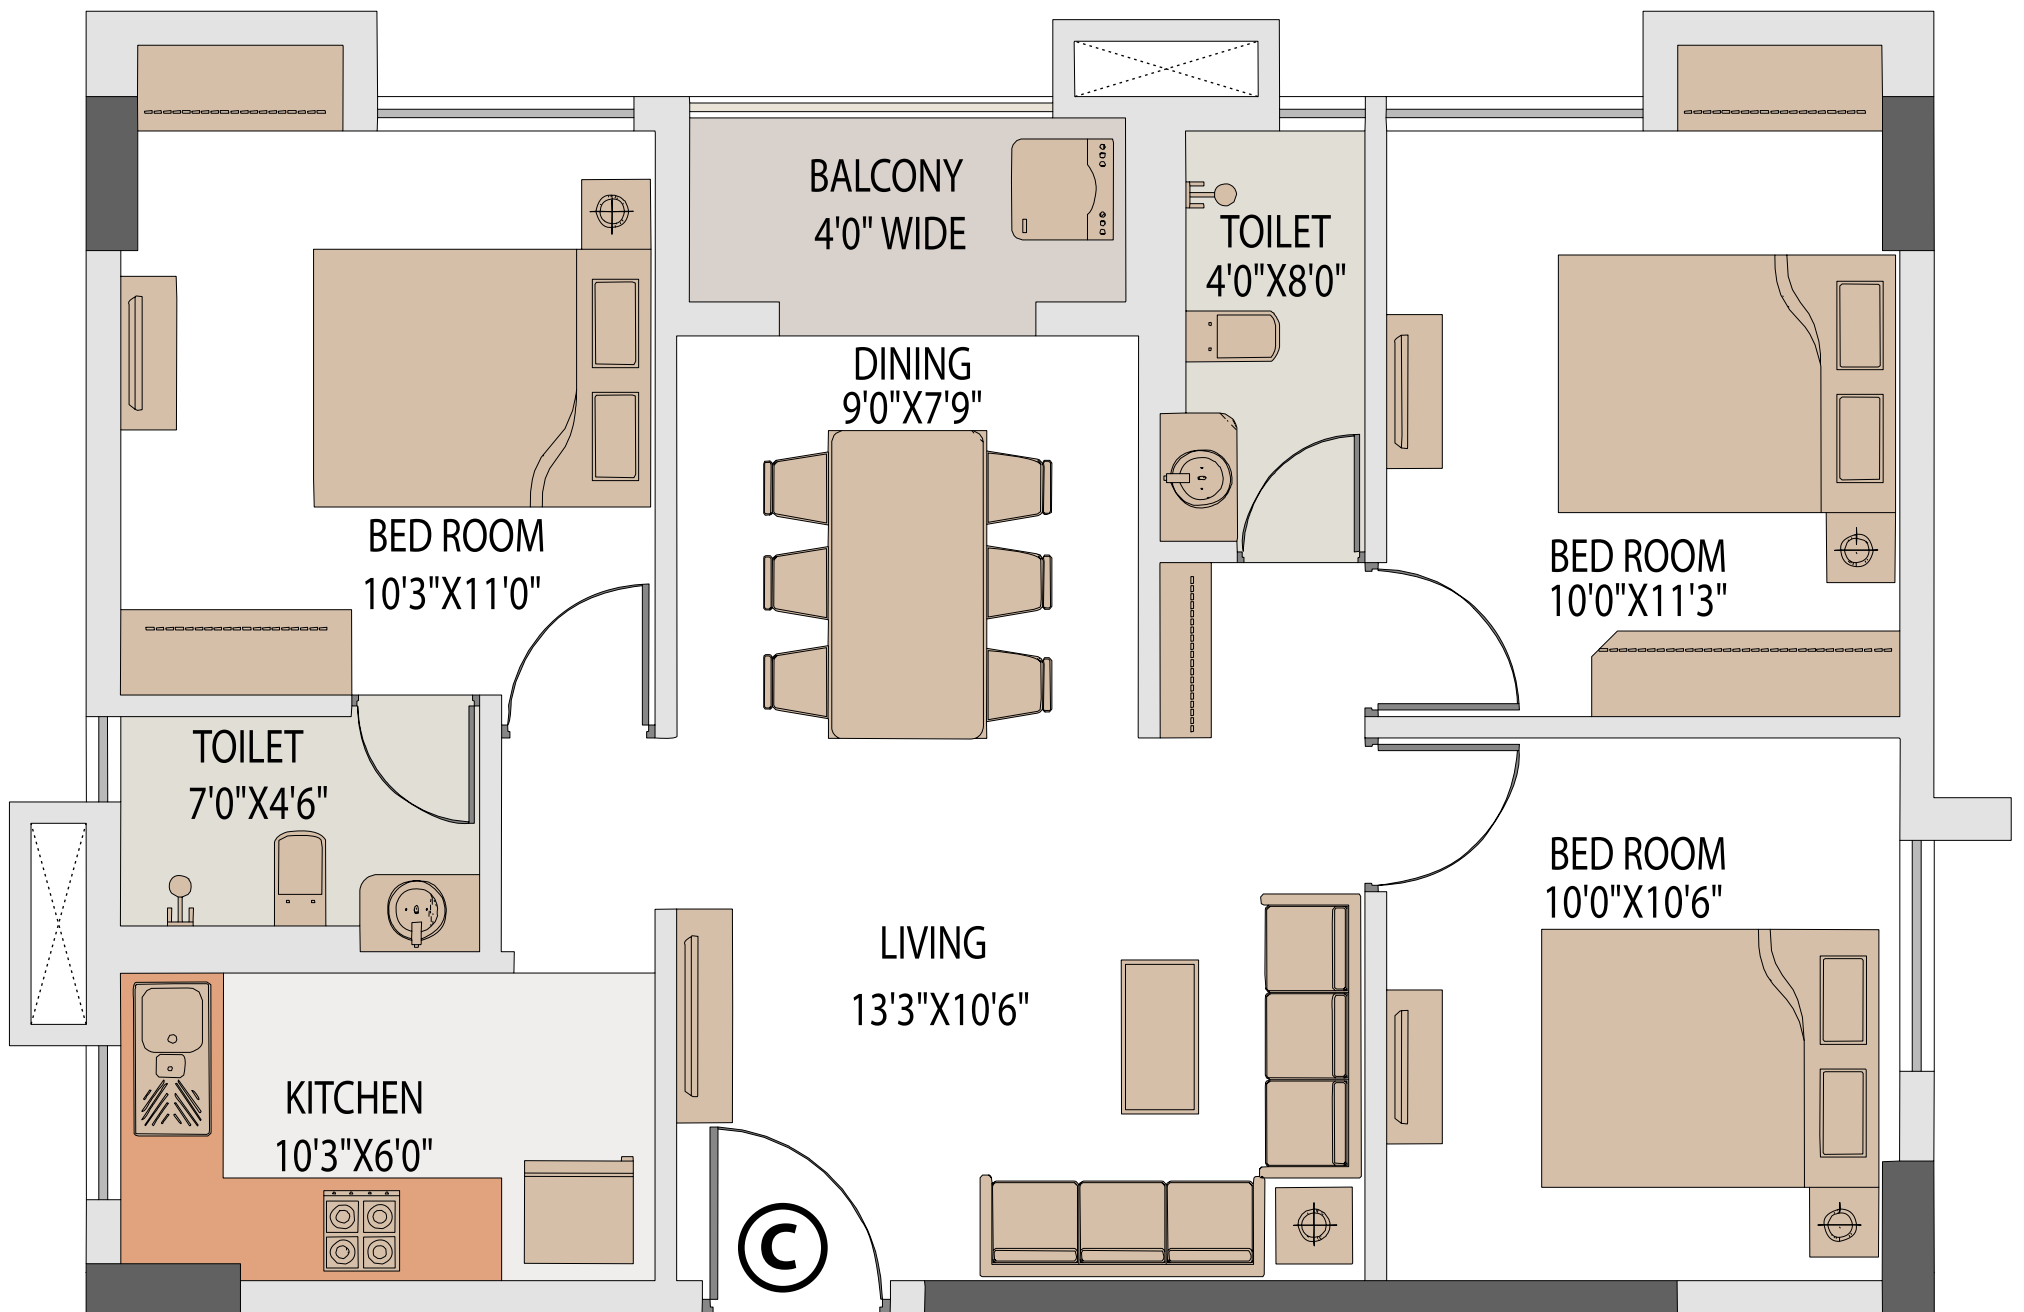 BALCONY
4'0" WIDE
TOILET
4'0"X8'0"
DINING
9'0"X7'9"
BED ROOM
10'3"X11'0"
BED ROOM
10'0"X11'3"
TOILET
7'0"X4'6"
BED ROOM
10'0"X10'6"
LIVING
13'3"X10'6"
KITCHEN
10'3"X6'0"
C